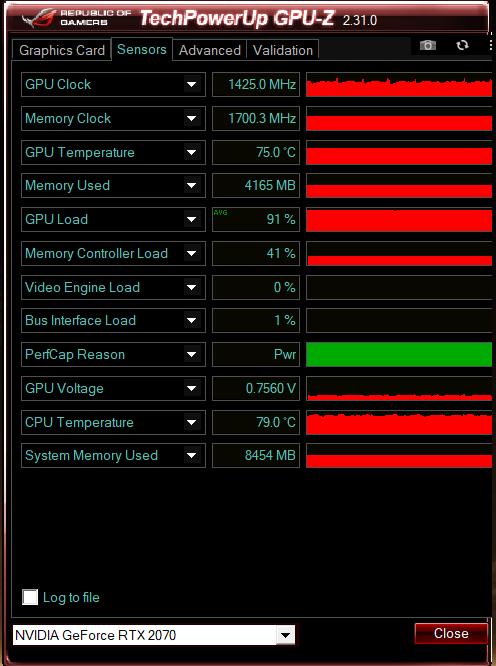 REPUBLIC OF
GAMERS
TechPowerUp GPU-Z 2.31.0
Graphics Card Sensors Advanced Validation
GPU Clock 1425.0 MHz
Memory Clock 1700.3 MHz
GPU Temperature 75.0 °C
Memory Used 4165 MB
GPU Load AVG 91 %
Memory Controller Load 41 %
Video Engine Load 0 %
Bus Interface Load 1 %
PerfCap Reason Pwr
GPU Voltage 0.7560 V
CPU Temperature 79.0 °C
System Memory Used 8454 MB
Log to file
NVIDIA GeForce RTX 2070 Close